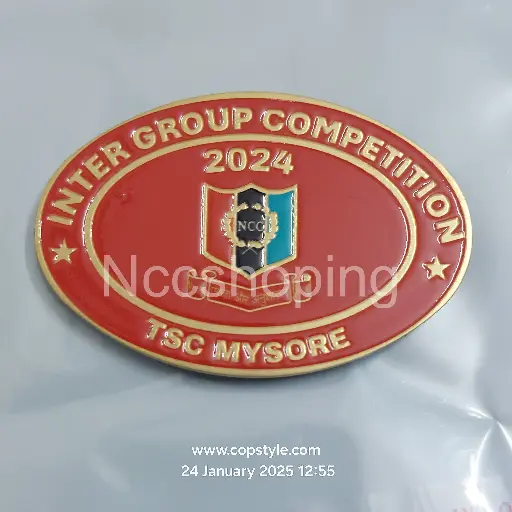 INTER GROUP COMPETITION
2024
NCC
Nccshoping
TSC MYSORE
www.copstyle.com
24 January 2025 12:55